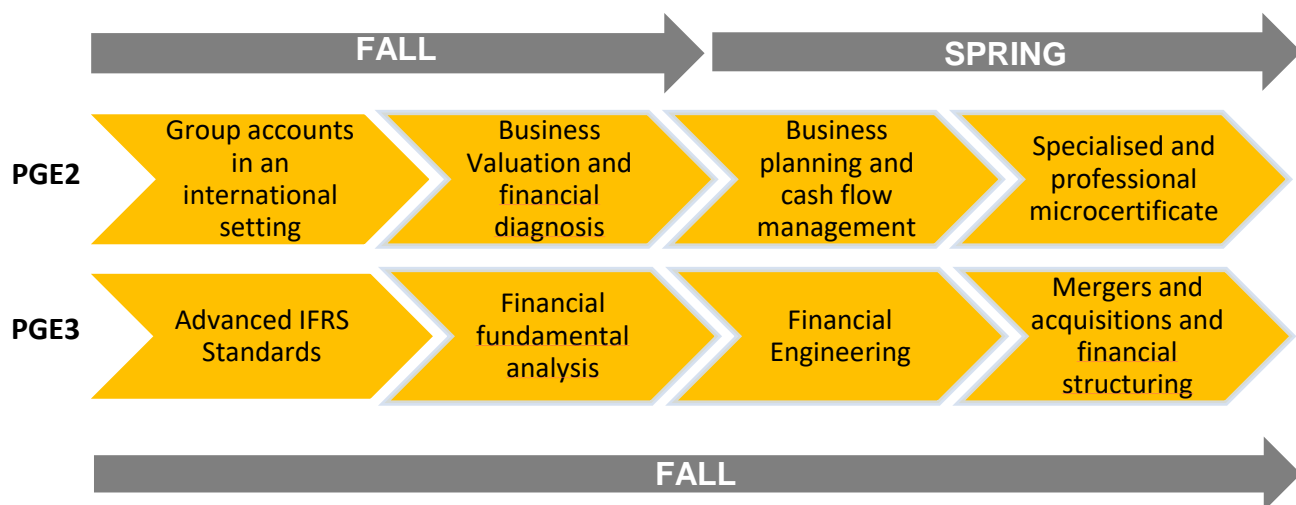 FALL
SPRING
PGE2
Group accounts
in an
international
setting
Business
Valuation and
financial
diagnosis
Business
planning and
cash flow
management
Specialised and
professional
microcertificate
PGE3
Advanced IFRS
Standards
Financial
fundamental
analysis
Financial
Engineering
Mergers and
acquisitions and
financial
structuring
FALL